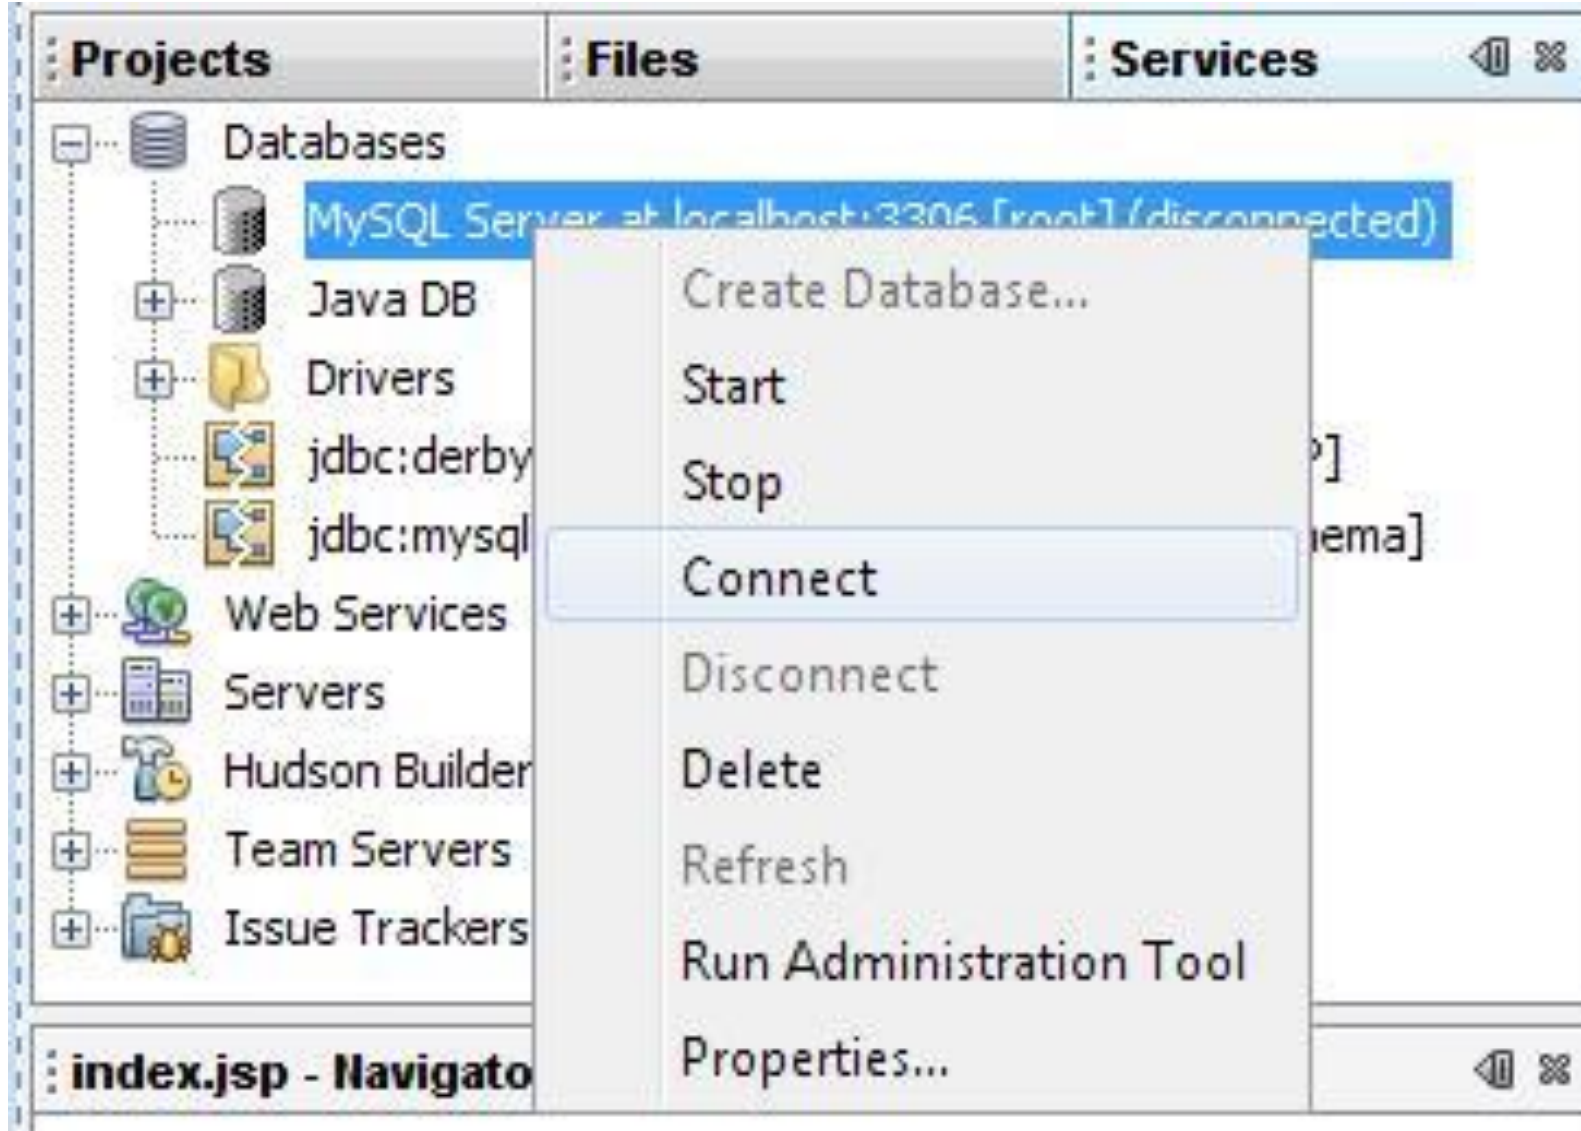 Projects
Files
Services
Databases
MySQL Server at localhost:3306 [root] (disconnected)
Java DB
Drivers
jdbc:derby
jdbc:mysql
Web Services
Servers
Hudson Builder
Team Servers
Issue Trackers
Create Database...
Start
Stop
Connect
Disconnect
Delete
Refresh
Run Administration Tool
Properties...
index.jsp - Navigato